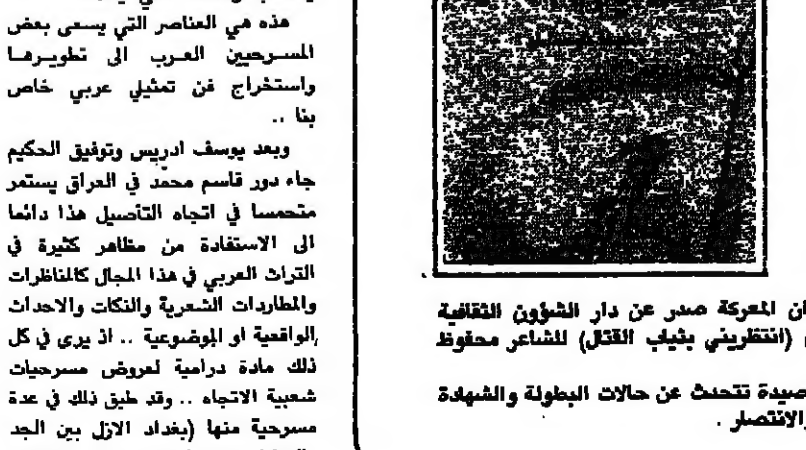 هذه هي العناصر التي يسعى بعض
المسرحيين العرب الى تطويرها
واستخراج فن تمثيلي عربي خاص
بنا ..
وبعد يوسف ادريس وتوفيق الحكيم
جاء دور قاسم محمّد في العراق يستمر
متحمسا في اتجاه التأصيل هذا دائما
الى الاستفادة من مظاهر كثيرة في
التراث العربي في هذا المجال كالمناظرات
والمطاردات الشعرية والنكات والاحداث
الواقعية او الموضوعية .. اذ يرى في كل
ذلك مادة درامية لعروض مسرحيات
شعبية الاتجاه .. وقد طبق ذلك في عدة
مسرحية منها (بغداد الازل بين الجد
ان المعركة صدر عن دار الشؤون الثقافية
(انتظريني بثياب القتال) للشاعر محفوظ
صيدة تتحدث عن حالات البطولة والشهادة
والانتصار .